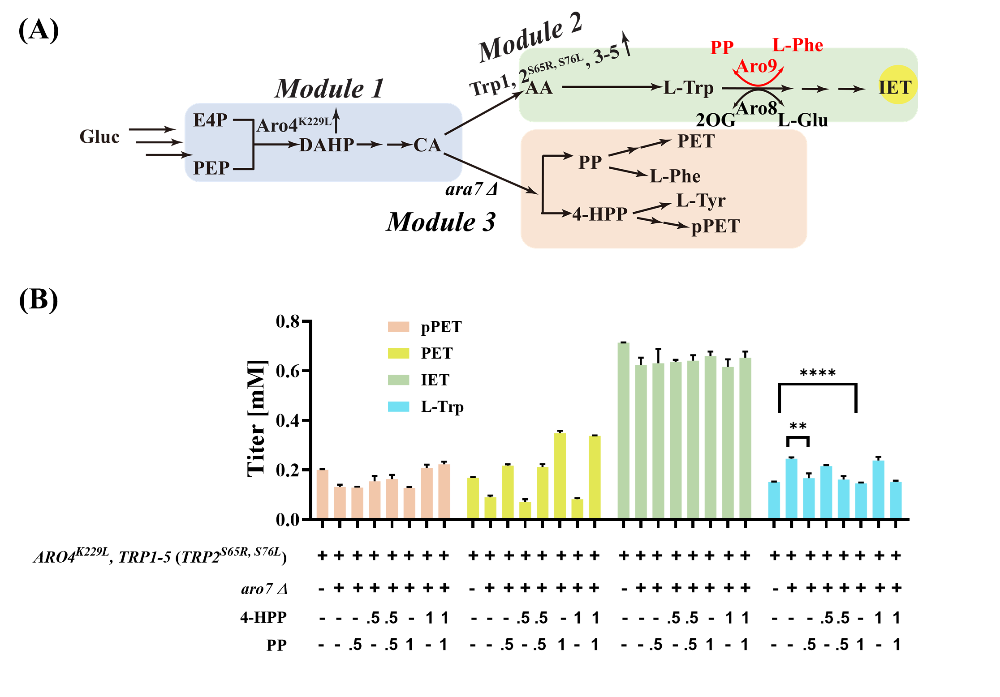 (A)
Module 2
Trp1, 2S65R, S76L, 3-5
PP L-Phe
Aro9
AA L-Trp IET
Aro8
2OG L-Glu
Module 1
E4P
Aro4K229L
Gluc
DAHP CA
PEP
ara7 Δ
Module 3
PET
PP
L-Phe
L-Tyr
4-HPP
pPET
(B)
Titer [mM]
0.8
0.6
0.4
0.2
0.0
pPET
PET
IET
L-Trp
****
**
ARO4K229L, TRP1-5 (TRP2S65R, S76L) + + + + + + + + + + + + + + + + + + + + + + + + + + + + + + + +
aro7 Δ - + + + + + + + - + + + + + + + - + + + + + + + - + + + + + + +
4-HPP - - - .5 .5 - 1 1 - - - .5 .5 - 1 1 - - - .5 .5 - 1 1 - - - .5 .5 - 1 1
PP - - .5 - .5 1 - 1 - - .5 - .5 1 - 1 - - .5 - .5 1 - 1 - - .5 - .5 1 - 1